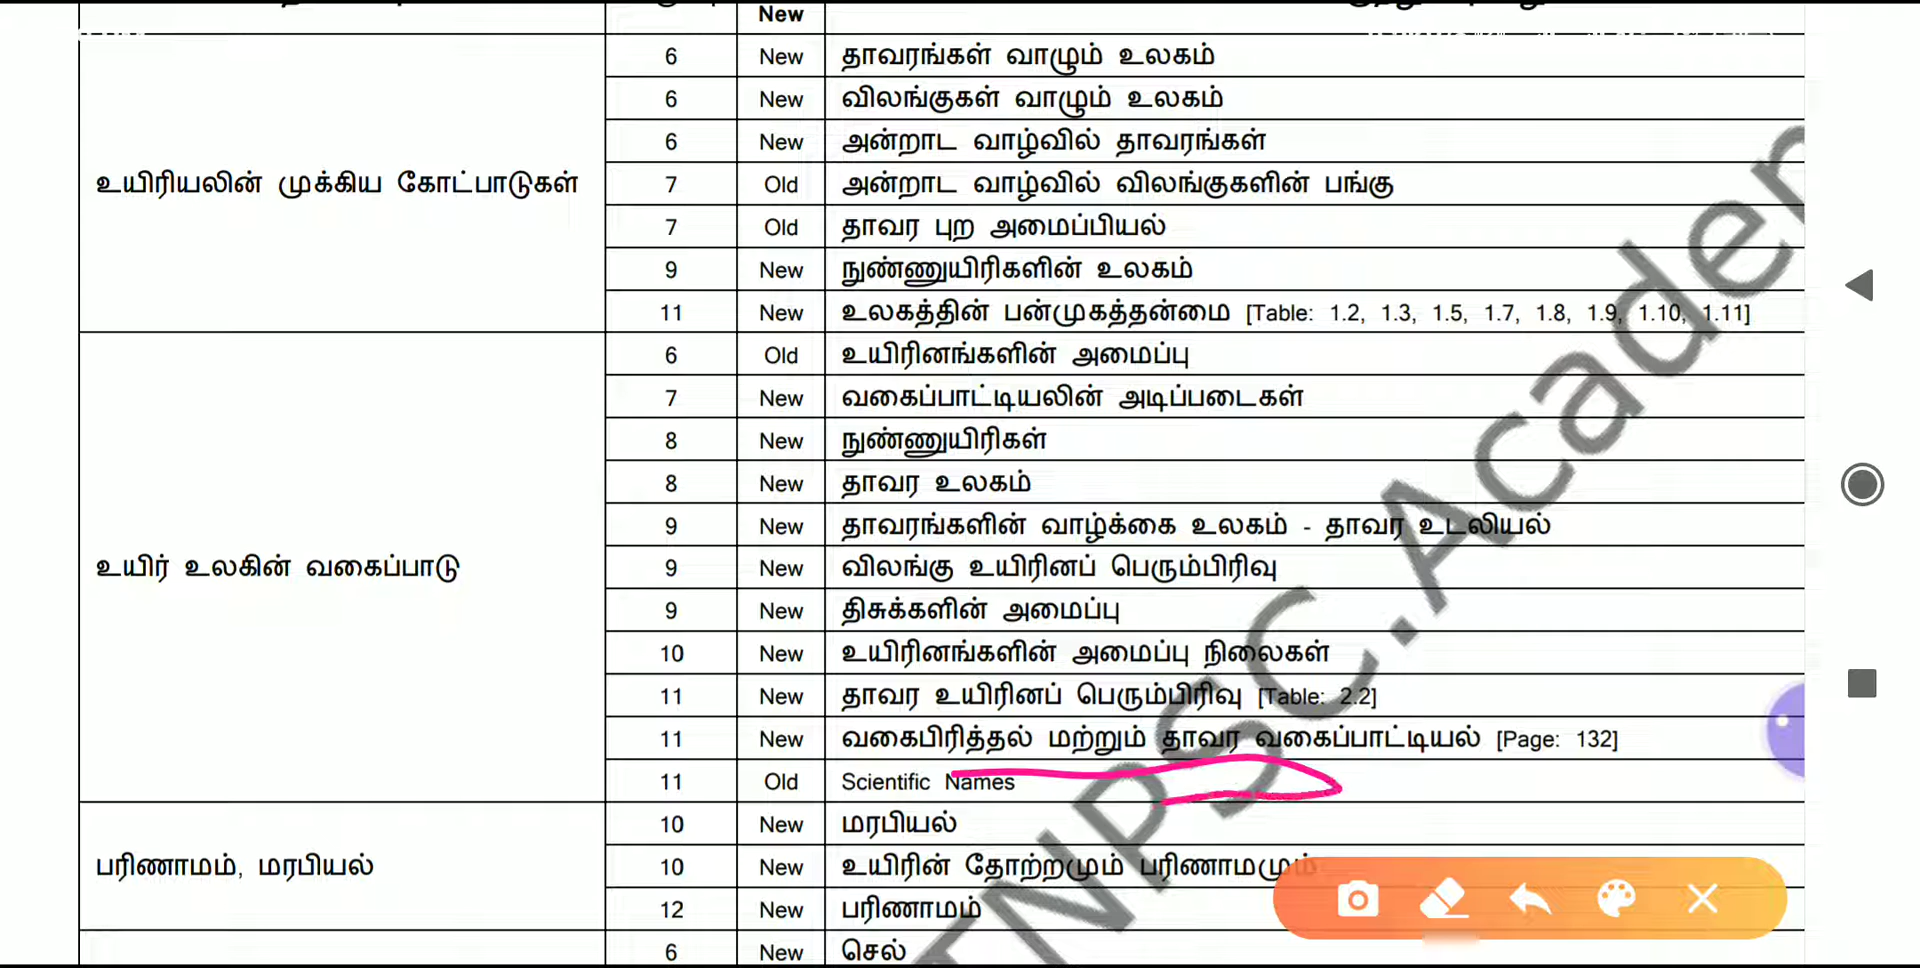 New
6 New தாவரங்கள் வாழும் உலகம்
6 New விலங்குகள் வாழும் உலகம்
6 New அன்றாட வாழ்வில் தாவரங்கள்
உயிரியலின் முக்கிய கோட்பாடுகள் 7 Old அன்றாட வாழ்வில் விலங்குகளின் பங்கு
7 Old தாவர புற அமைப்பியல்
9 New நுண்ணுயிரிகளின் உலகம்
11 New உலகத்தின் பன்முகத்தன்மை [Table: 1.2, 1.3, 1.5, 1.7, 1.8, 1.9, 1.10, 1.11]
6 Old உயிரினங்களின் அமைப்பு
7 New வகைப்பாட்டியலின் அடிப்படைகள்
8 New நுண்ணுயிரிகள்
8 New தாவர உலகம்
9 New தாவரங்களின் வாழ்க்கை உலகம் - தாவர உடலியல்
உயிர் உலகின் வகைப்பாடு 9 New விலங்கு உயிரினப் பெரும்பிரிவு
9 New திசுக்களின் அமைப்பு
10 New உயிரினங்களின் அமைப்பு நிலைகள்
11 New தாவர உயிரினப் பெரும்பிரிவு [Table: 2.2]
11 New வகைபிரித்தல் மற்றும் தாவர வகைப்பாட்டியல் [Page: 132]
11 Old Scientific Names
10 New மரபியல்
பரிணாமம், மரபியல் 10 New உயிரின் தோற்றமும் பரிணாமமும்
12 New பரிணாமம்
6 New செல்
TNPSC.Academ